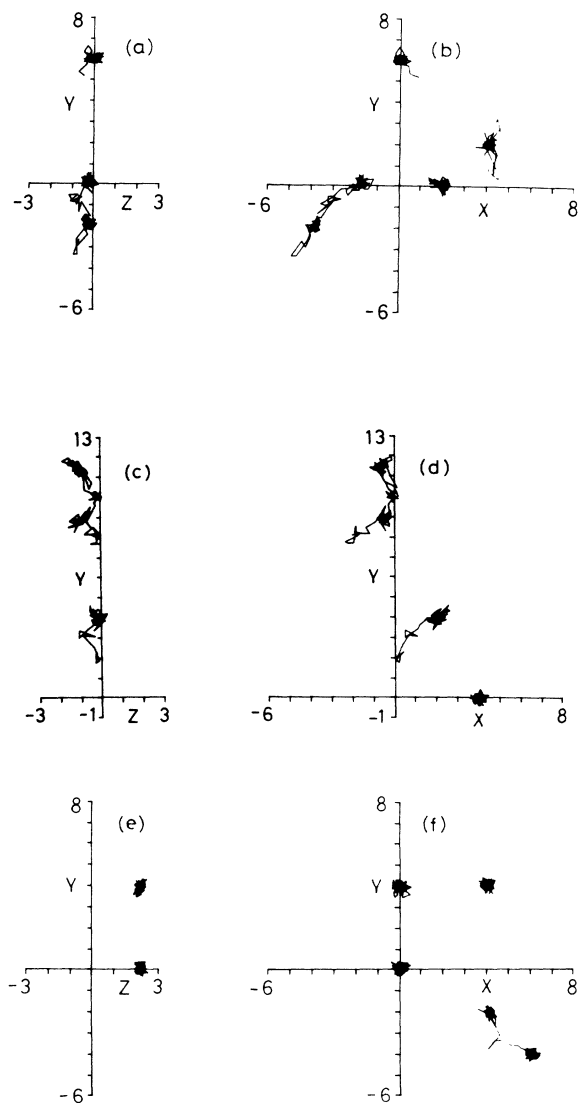 8 (a) 8 (b)
Y Y
-3 Z 3 -6 X 8
-6 -6
13 (c) 13 (d)
Y Y
-3 -1 Z 3 -6 -1 X 8
8 (e) 8 (f)
Y Y
-3 Z 3 -6 X 8
-6